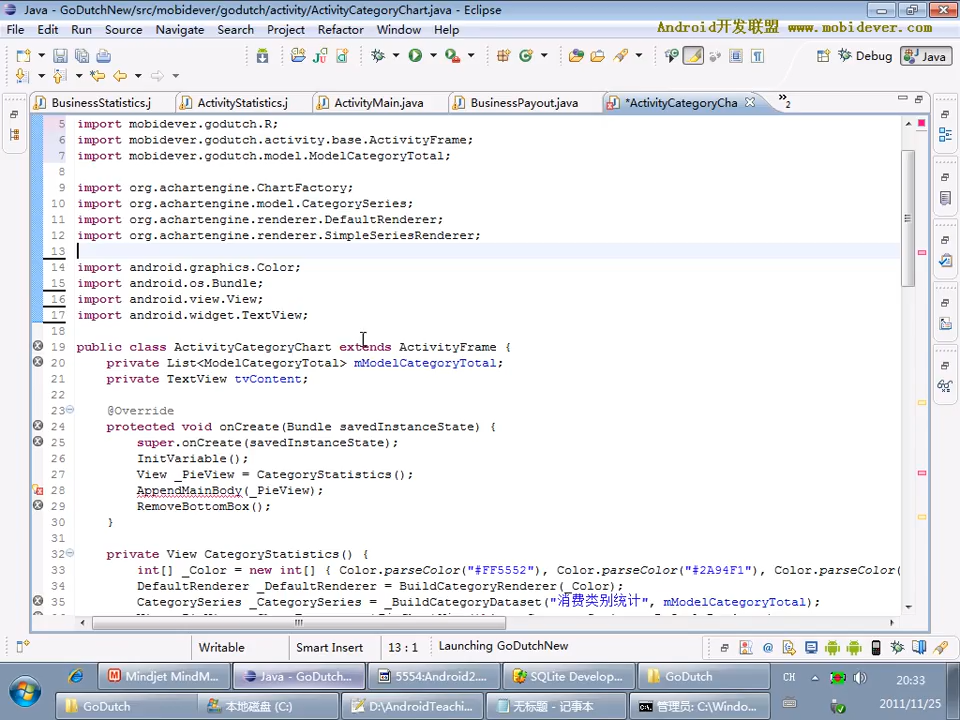 Java - GoDutchNew/src/mobidever/godutch/activity/ActivityCategoryChart.java - Eclipse
File Edit Run Source Navigate Search Project Refactor Window Help
Android开发联盟 www.mobidever.com
Debug Java
BusinessStatistics.j ActivityStatistics.j ActivityMain.java BusinessPayout.java *ActivityCategoryCha »2
5 import mobidever.godutch.R;
6 import mobidever.godutch.activity.base.ActivityFrame;
7 import mobidever.godutch.model.ModelCategoryTotal;
8
9 import org.achartengine.ChartFactory;
10 import org.achartengine.model.CategorySeries;
11 import org.achartengine.renderer.DefaultRenderer;
12 import org.achartengine.renderer.SimpleSeriesRenderer;
13
14 import android.graphics.Color;
15 import android.os.Bundle;
16 import android.view.View;
17 import android.widget.TextView;
18
19 public class ActivityCategoryChart extends ActivityFrame {
20 private List<ModelCategoryTotal> mModelCategoryTotal;
21 private TextView tvContent;
22
23 @Override
24 protected void onCreate(Bundle savedInstanceState) {
25 super.onCreate(savedInstanceState);
26 InitVariable();
27 View _PieView = CategoryStatistics();
28 AppendMainBody(_PieView);
29 RemoveBottomBox();
30 }
31
32 private View CategoryStatistics() {
33 int[] _Color = new int[] { Color.parseColor("#FF5552"), Color.parseColor("#2A94F1"), Color.parseColor(
34 DefaultRenderer _DefaultRenderer = BuildCategoryRenderer(_Color);
35 CategorySeries _CategorySeries = _BuildCategoryDataset("消费类别统计", mModelCategoryTotal);
Writable Smart Insert 13 : 1 Launching GoDutchNew
Mindjet MindM... Java - GoDutch... 5554:Android2.... SQLite Develop... GoDutch CH 20:33
GoDutch 本地磁盘 (C:) D:\AndroidTeachi... 无标题 - 记事本 管理员: C:\Windo... 2011/11/25